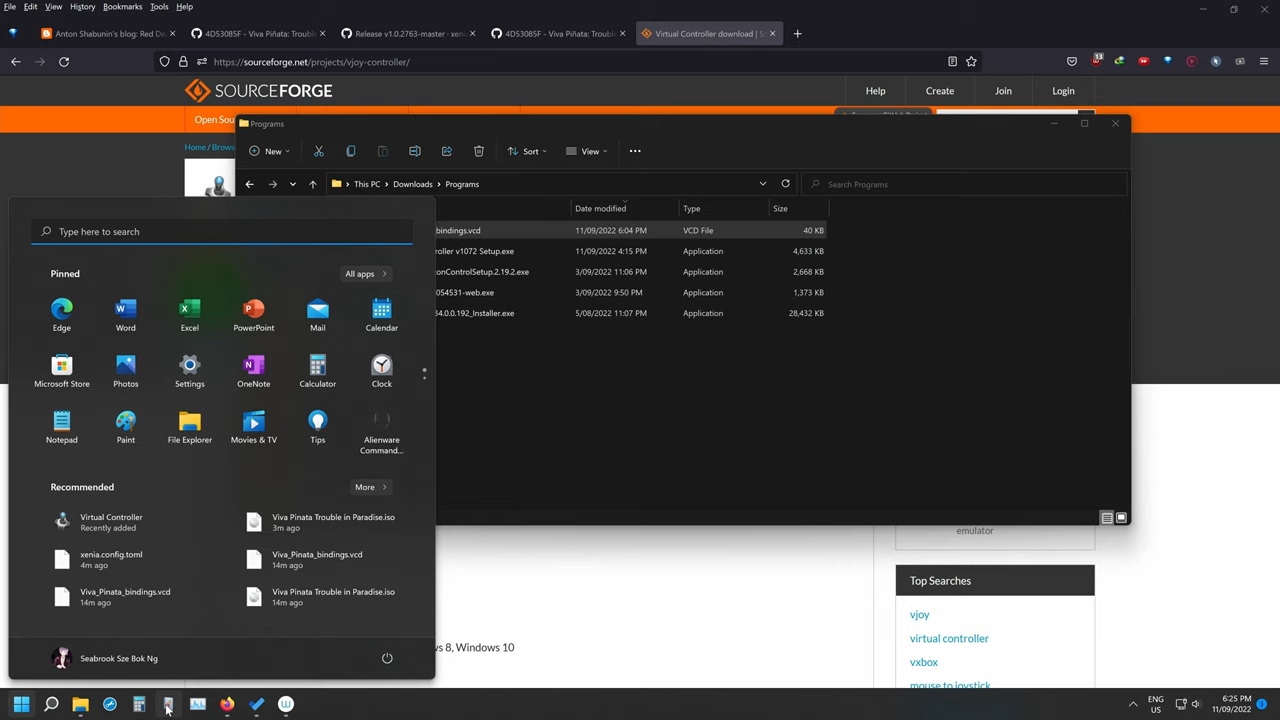 File Edit View History Bookmarks Tools Help
Anton Shabunin's blog: Red De
4D53085F - Viva Piñata: Trouble
Release v1.0.2763-master · xeni
4D53085F - Viva Piñata: Trouble
Virtual Controller download | So
https://sourceforge.net/projects/vjoy-controller/
13
SOURCEFORGE
Help Create Join Login
Open Sou
Home / Brows
Programs
New Sort View
This PC > Downloads > Programs
Search Programs
Date modified Type Size
bindings.vcd 11/09/2022 6:04 PM VCD File 40 KB
roller v1072 Setup.exe 11/09/2022 4:15 PM Application 4,633 KB
onControlSetup.2.19.2.exe 3/09/2022 11:06 PM Application 2,668 KB
054531-web.exe 3/09/2022 9:50 PM Application 1,373 KB
34.0.0.192_Installer.exe 5/08/2022 11:07 PM Application 28,432 KB
Type here to search
Pinned All apps
Edge Word Excel PowerPoint Mail Calendar
Microsoft Store Photos Settings OneNote Calculator Clock
Notepad Paint File Explorer Movies & TV Tips Alienware
Command...
Recommended More
Virtual Controller
Recently added
Viva Pinata Trouble in Paradise.iso
3m ago
xenia.config.toml
4m ago
Viva_Pinata_bindings.vcd
14m ago
Viva_Pinata_bindings.vcd
14m ago
Viva Pinata Trouble in Paradise.iso
14m ago
Seabrook Sze Bok Ng
emulator
Top Searches
vjoy
virtual controller
vxbox
mouse to joystick
ws 8, Windows 10
ENG
US
6:25 PM
11/09/2022